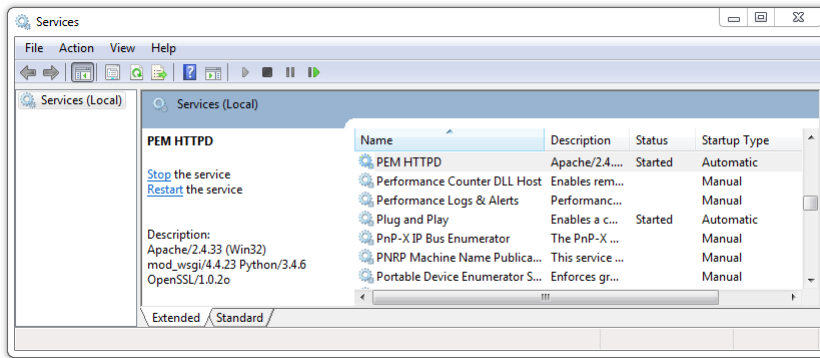 Services
File Action View Help
Services (Local)
Services (Local)
PEM HTTPD
Stop the service
Restart the service
Description:
Apache/2.4.33 (Win32)
mod_wsgi/4.4.23 Python/3.4.6
OpenSSL/1.0.2o
Name Description Status Startup Type
PEM HTTPD Apache/2.4.... Started Automatic
Performance Counter DLL Host Enables rem... Manual
Performance Logs & Alerts Performanc... Manual
Plug and Play Enables a c... Started Automatic
PnP-X IP Bus Enumerator The PnP-X ... Manual
PNRP Machine Name Publica... This service ... Manual
Portable Device Enumerator S... Enforces gr... Manual
Extended Standard